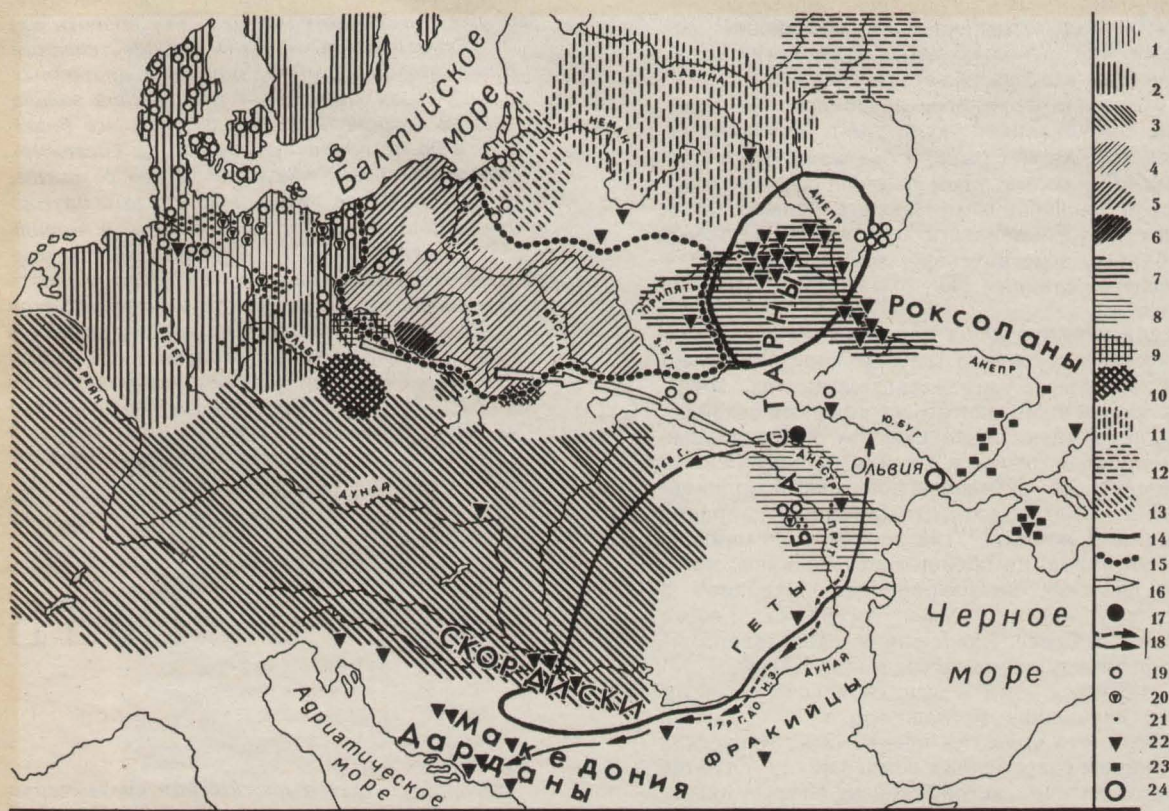 Балтийское
море
З. ДВИНА
НЕМАН
ДНЕПР
ПРИПЯТЬ
Роксоланы
ВЕЗЕР
ЭЛЬБА
ВАРТА
ВИСЛА
З. БУГ
РЕЙН
ДНЕПР
Ю. БУГ
Ольвия
БАСТАРНЫ
168 Г.
ДНЕСТР
ПРУТ
ДУНАЙ
ГЕТЫ
Черное
море
СКОРДИСКИ
ДУНАЙ
179 Г. ДО Н.Э.
ФРАКИЙЦЫ
Македония
Дарданы
Адриатическое
море
1
2
3
4
5
6
7
8
9
10
11
12
13
14
15
16
17
18
19
20
21
22
23
24